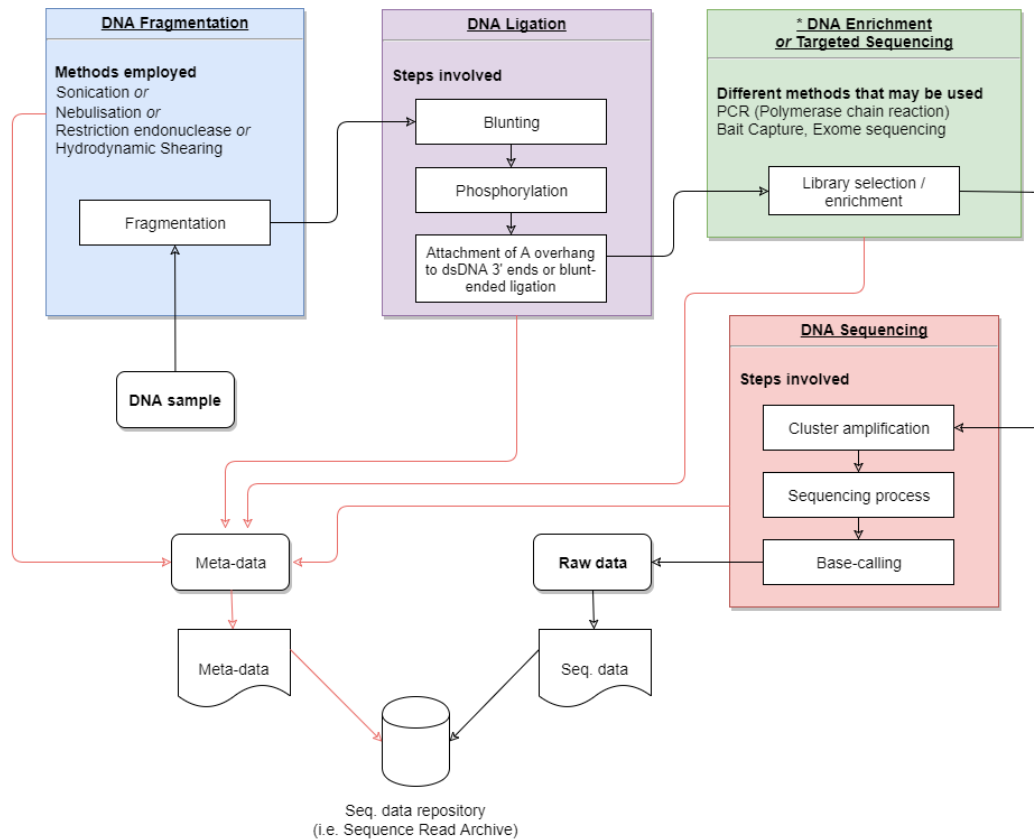 DNA Fragmentation
Methods employed
Sonication or
Nebulisation or
Restriction endonuclease or
Hydrodynamic Shearing
Fragmentation
DNA sample
DNA Ligation
Steps involved
Blunting
Phosphorylation
Attachment of A overhang
to dsDNA 3' ends or blunt-
ended ligation
* DNA Enrichment
or Targeted Sequencing
Different methods that may be used
PCR (Polymerase chain reaction)
Bait Capture, Exome sequencing
Library selection /
enrichment
DNA Sequencing
Steps involved
Cluster amplification
Sequencing process
Base-calling
Meta-data
Raw data
Meta-data
Seq. data
Seq. data repository
(i.e. Sequence Read Archive)